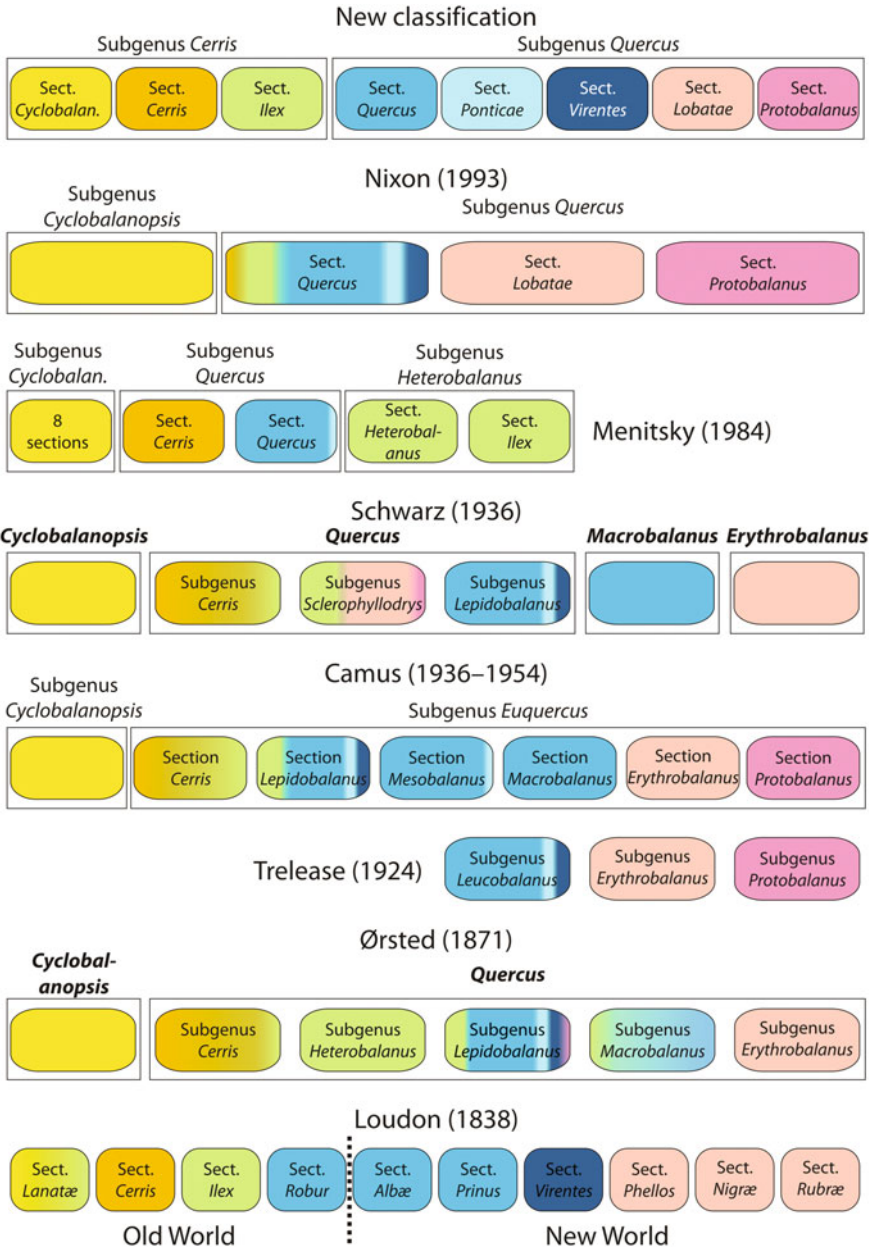 New classification
Subgenus Cerris
Subgenus Quercus
Sect.
Cyclobalan.
Sect.
Cerris
Sect.
Ilex
Sect.
Quercus
Sect.
Ponticae
Sect.
Virentes
Sect.
Lobatae
Sect.
Protobalanus
Nixon (1993)
Subgenus
Cyclobalanopsis
Subgenus Quercus
Sect.
Quercus
Sect.
Lobatae
Sect.
Protobalanus
Subgenus
Cyclobalan.
Subgenus
Quercus
Subgenus
Heterobalanus
8
sections
Sect.
Cerris
Sect.
Quercus
Sect.
Heterobal-
anus
Sect.
Ilex
Menitsky (1984)
Schwarz (1936)
Cyclobalanopsis
Quercus
Macrobalanus
Erythrobalanus
Subgenus
Cerris
Subgenus
Sclerophyllodrys
Subgenus
Lepidobalanus
Camus (1936–1954)
Subgenus
Cyclobalanopsis
Subgenus Euquercus
Section
Cerris
Section
Lepidobalanus
Section
Mesobalanus
Section
Macrobalanus
Section
Erythrobalanus
Section
Protobalanus
Trelease (1924)
Subgenus
Leucobalanus
Subgenus
Erythrobalanus
Subgenus
Protobalanus
Ørsted (1871)
Cyclobal-
anopsis
Quercus
Subgenus
Cerris
Subgenus
Heterobalanus
Subgenus
Lepidobalanus
Subgenus
Macrobalanus
Subgenus
Erythrobalanus
Loudon (1838)
Sect.
Lanatæ
Sect.
Cerris
Sect.
Ilex
Sect.
Robur
Sect.
Albæ
Sect.
Prinus
Sect.
Virentes
Sect.
Phellos
Sect.
Nigræ
Sect.
Rubræ
Old World
New World